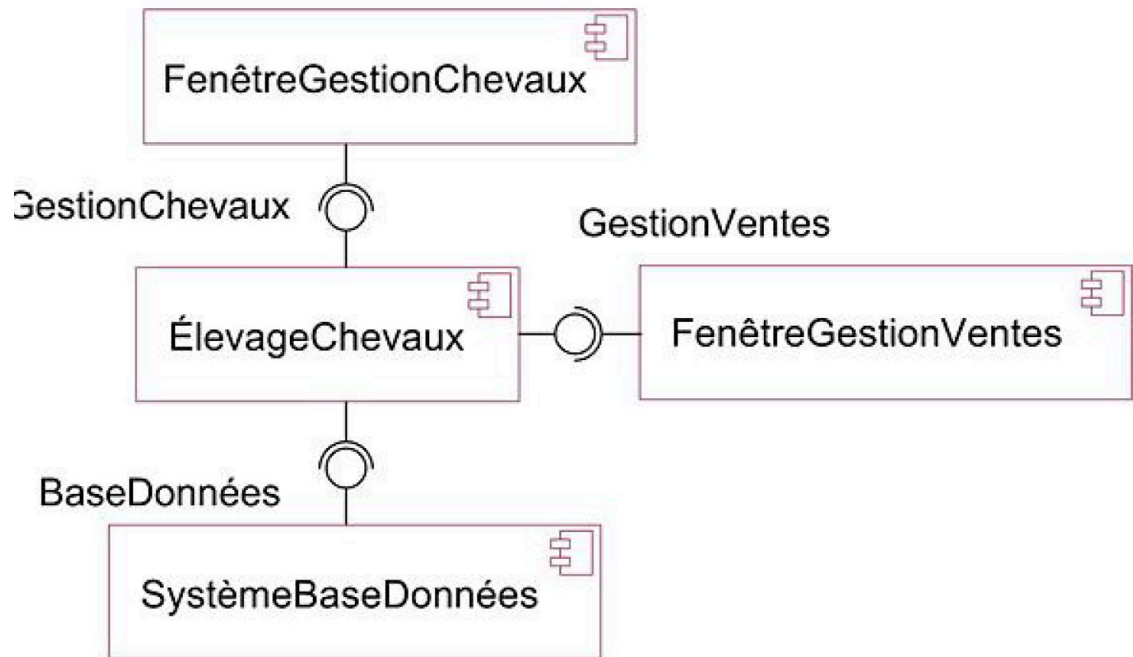 FenêtreGestionChevaux
GestionChevaux
GestionVentes
ÉlevageChevaux
FenêtreGestionVentes
BaseDonnées
SystèmeBaseDonnées